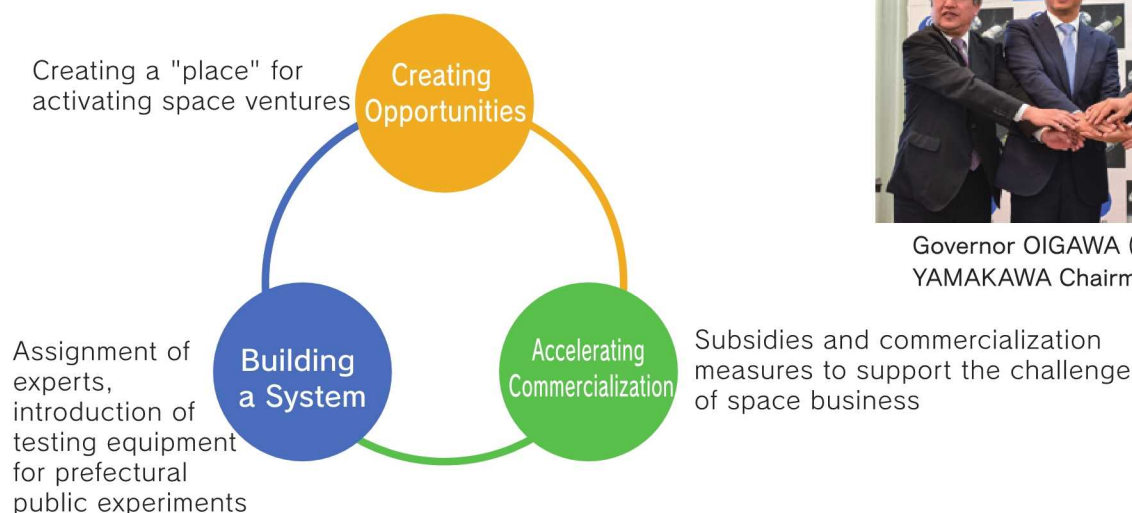 Creating a "place" for
activating space ventures
Creating
Opportunities
Governor OIGAWA (
YAMAKAWA Chairm
Assignment of
experts,
introduction of
testing equipment
for prefectural
public experiments
Building
a System
Accelerating
Commercialization
Subsidies and commercialization
measures to support the challenge
of space business